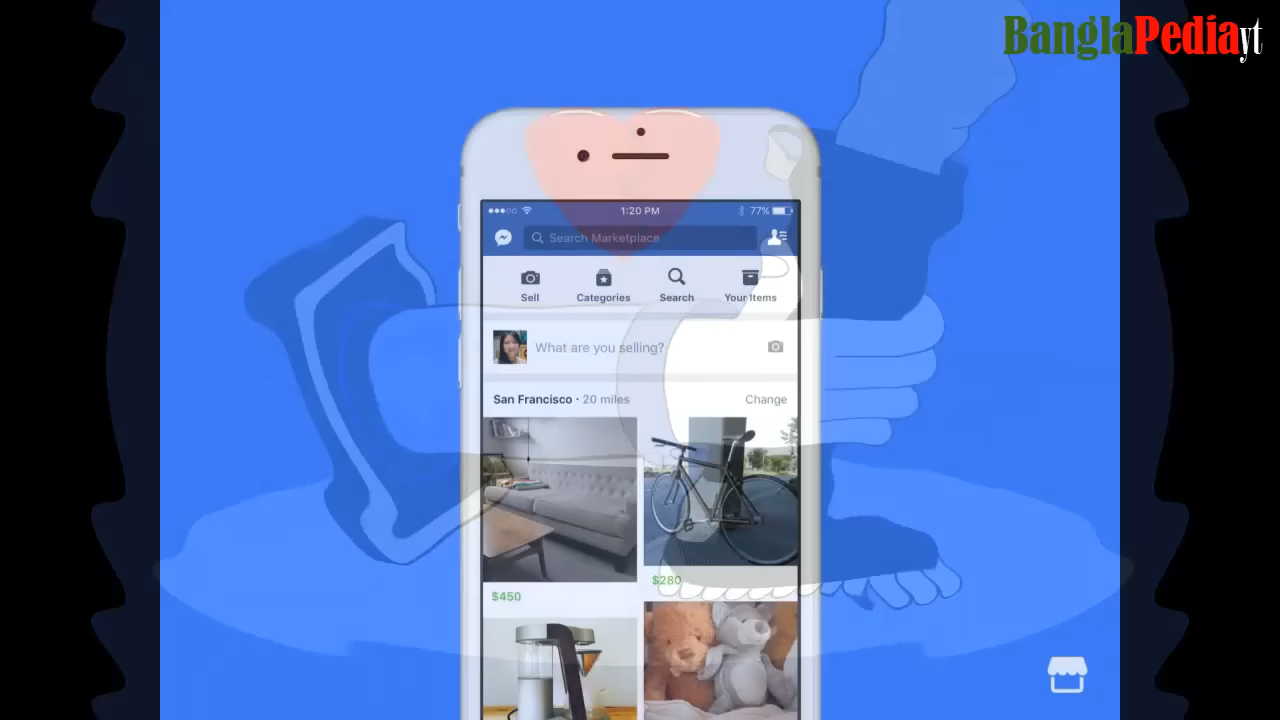 BanglaPediayt
1:20 PM
77%
Search Marketplace
Sell
Categories
Search
Your Items
What are you selling?
San Francisco · 20 miles
Change
$280
$450